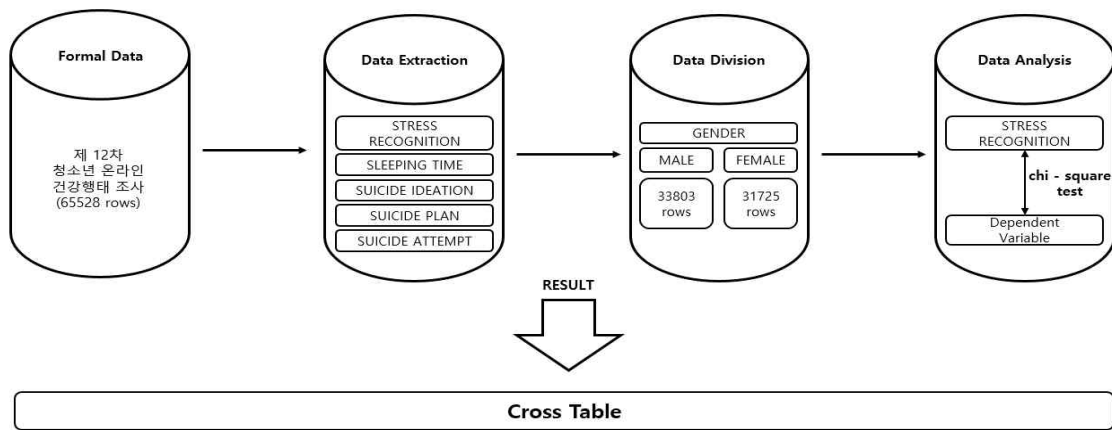 Formal Data
제 12차
청소년 온라인
건강행태 조사
(65528 rows)
Data Extraction
STRESS
RECOGNITION
SLEEPING TIME
SUICIDE IDEATION
SUICIDE PLAN
SUICIDE ATTEMPT
Data Division
GENDER
MALE
FEMALE
33803
rows
31725
rows
Data Analysis
STRESS
RECOGNITION
chi - square
test
Dependent
Variable
RESULT
Cross Table